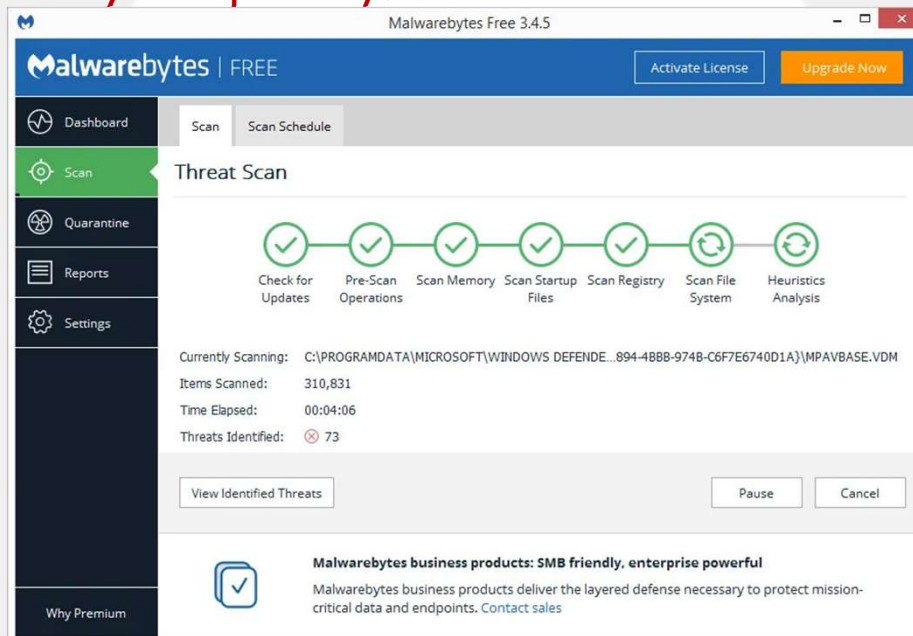 Malwarebytes Free 3.4.5
Malwarebytes | FREE
Activate License
Upgrade Now
Dashboard
Scan
Quarantine
Reports
Settings
Why Premium
Scan
Scan Schedule
Threat Scan
Check for
Updates
Pre-Scan
Operations
Scan Memory
Scan Startup
Files
Scan Registry
Scan File
System
Heuristics
Analysis
Currently Scanning: C:\PROGRAMDATA\MICROSOFT\WINDOWS DEFENDE...894-4BBB-974B-C6F7E6740D1A}\MPAVBASE.VDM
Items Scanned: 310,831
Time Elapsed: 00:04:06
Threats Identified: 73
View Identified Threats
Pause
Cancel
Malwarebytes business products: SMB friendly, enterprise powerful
Malwarebytes business products deliver the layered defense necessary to protect mission-
critical data and endpoints. Contact sales